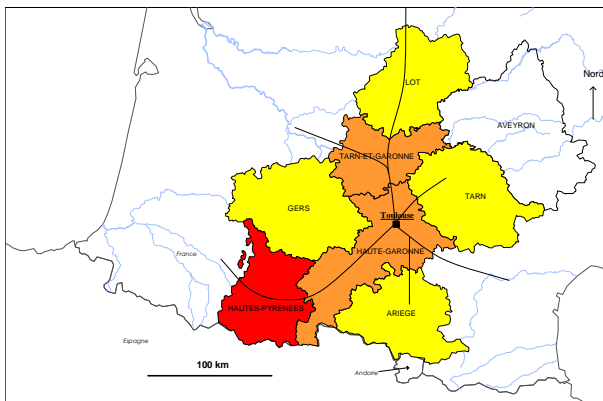 LOT
Nord
AVEYRON
TARN-ET-GARONNE
TARN
GERS
Toulouse
HAUTE-GARONNE
France
HAUTES-PYRENEES
ARIEGE
Espagne
100 km
Andorre